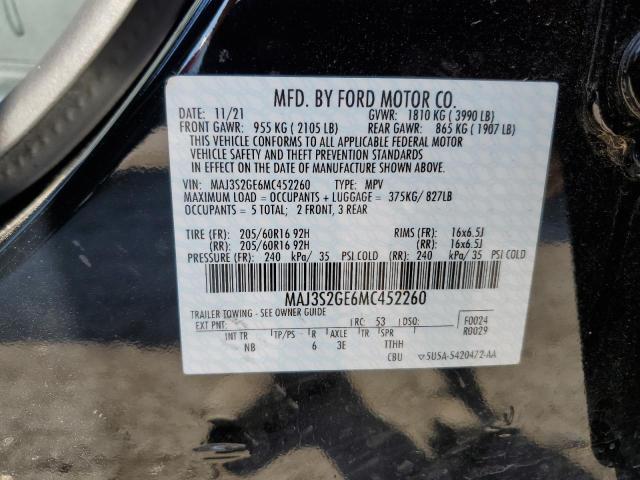 MFD. BY FORD MOTOR CO.
DATE: 11/21 GVWR: 1810 KG ( 3990 LB)
FRONT GAWR: 955 KG ( 2105 LB) REAR GAWR: 865 KG ( 1907 LB)
THIS VEHICLE CONFORMS TO ALL APPLICABLE FEDERAL MOTOR
VEHICLE SAFETY AND THEFT PREVENTION STANDARDS
IN EFFECT ON THE DATE OF MANUFACTURE SHOWN ABOVE.
VIN: MAJ3S2GE6MC452260 TYPE: MPV
MAXIMUM LOAD = OCCUPANTS + LUGGAGE = 375KG/ 827LB
OCCUPANTS = 5 TOTAL; 2 FRONT, 3 REAR
TIRE (FR): 205/60R16 92H RIMS (FR): 16x6.5J
(RR): 205/60R16 92H (RR): 16x6.5J
PRESSURE (FR): 240 kPa/ 35 PSI COLD (RR): 240 kPa/ 35 PSI COLD
MAJ3S2GE6MC452260
TRAILER TOWING - SEE OWNER GUIDE
EXT PNT: RC: 53 DSO: F0024
R0029
INT TR TP/PS R AXLE TR SPR
NB 6 3E TTHH
CBU 5USA-S420472-AA